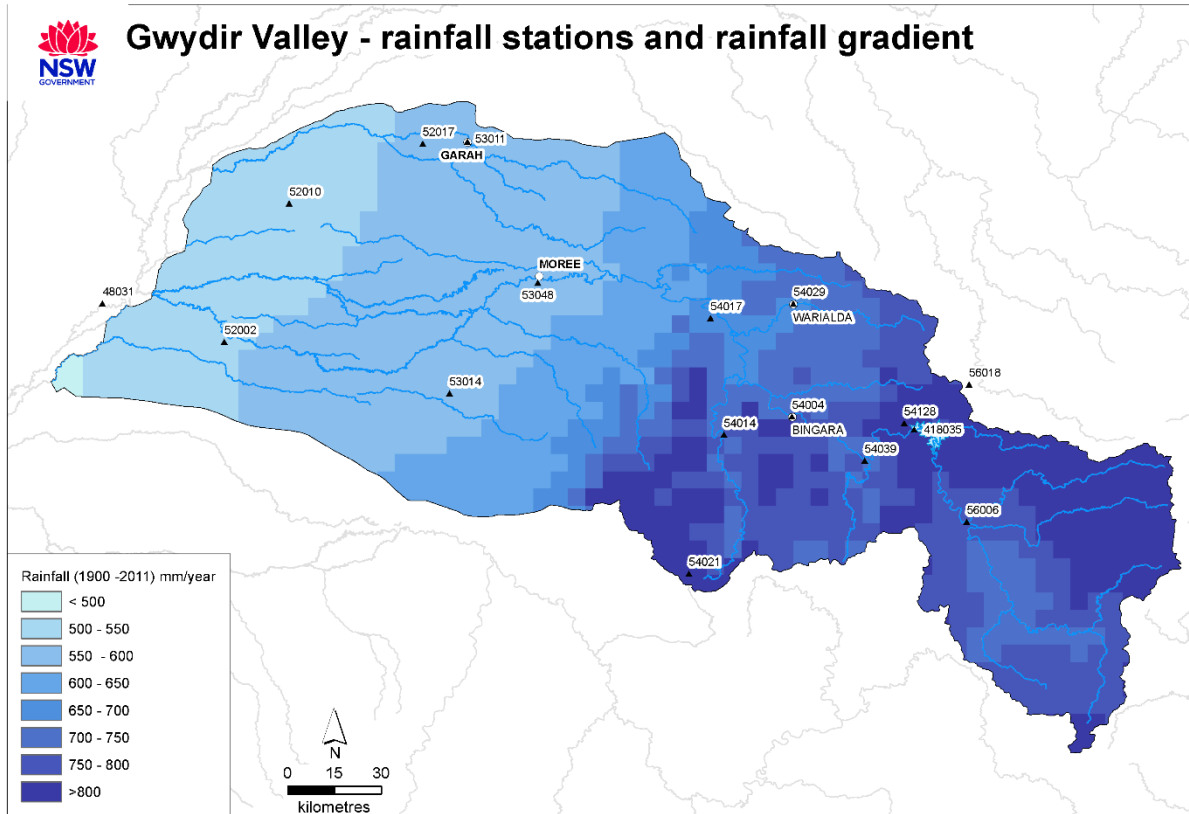 Gwydir Valley - rainfall stations and rainfall gradient
NSW
GOVERNMENT
52017
53011
GARAH
52010
MOREE
53048
48031
54029
54017
WARIALDA
52002
56018
53014
54004
54128
BINGARA
418035
54014
54039
56006
54021
Rainfall (1900 -2011) mm/year
< 500
500 - 550
550 - 600
600 - 650
650 - 700
700 - 750
750 - 800
>800
N
0 15 30
kilometres